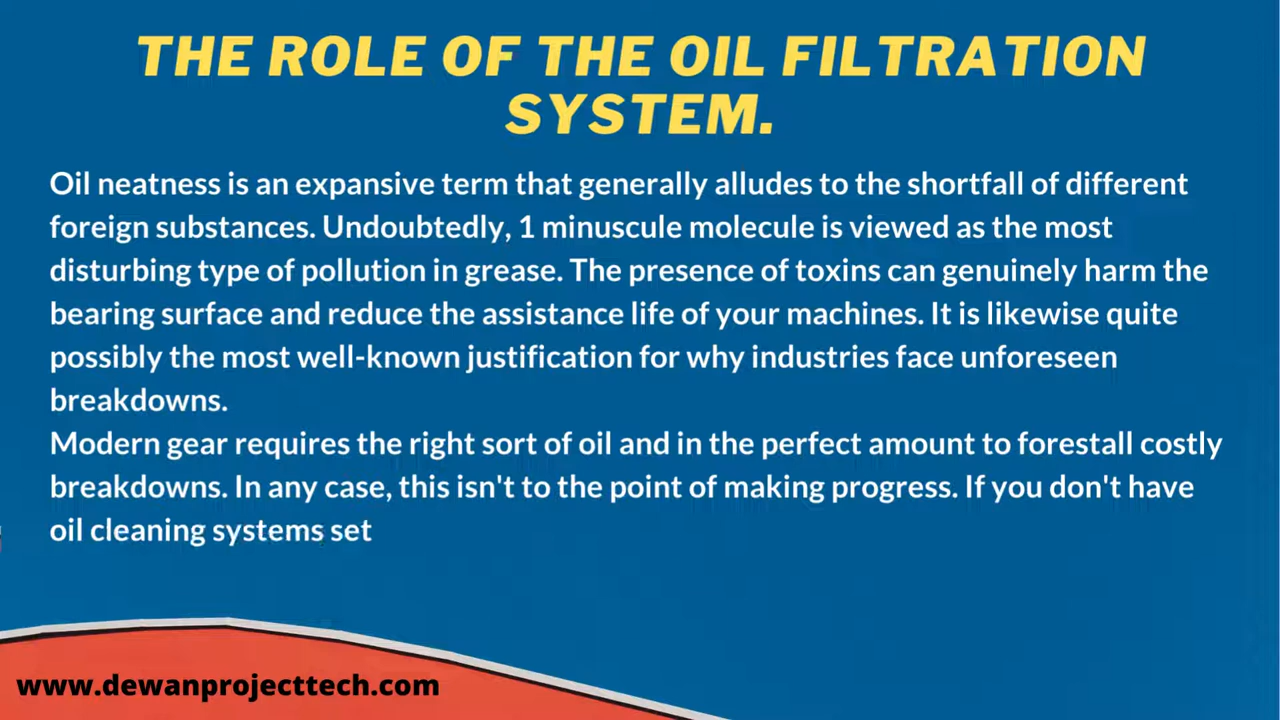 THE ROLE OF THE OIL FILTRATION
SYSTEM.
Oil neatness is an expansive term that generally alludes to the shortfall of different
foreign substances. Undoubtedly, 1 minuscule molecule is viewed as the most
disturbing type of pollution in grease. The presence of toxins can genuinely harm the
bearing surface and reduce the assistance life of your machines. It is likewise quite
possibly the most well-known justification for why industries face unforeseen
breakdowns.
Modern gear requires the right sort of oil and in the perfect amount to forestall costly
breakdowns. In any case, this isn't to the point of making progress. If you don't have
oil cleaning systems set
www.dewanprojecttech.com